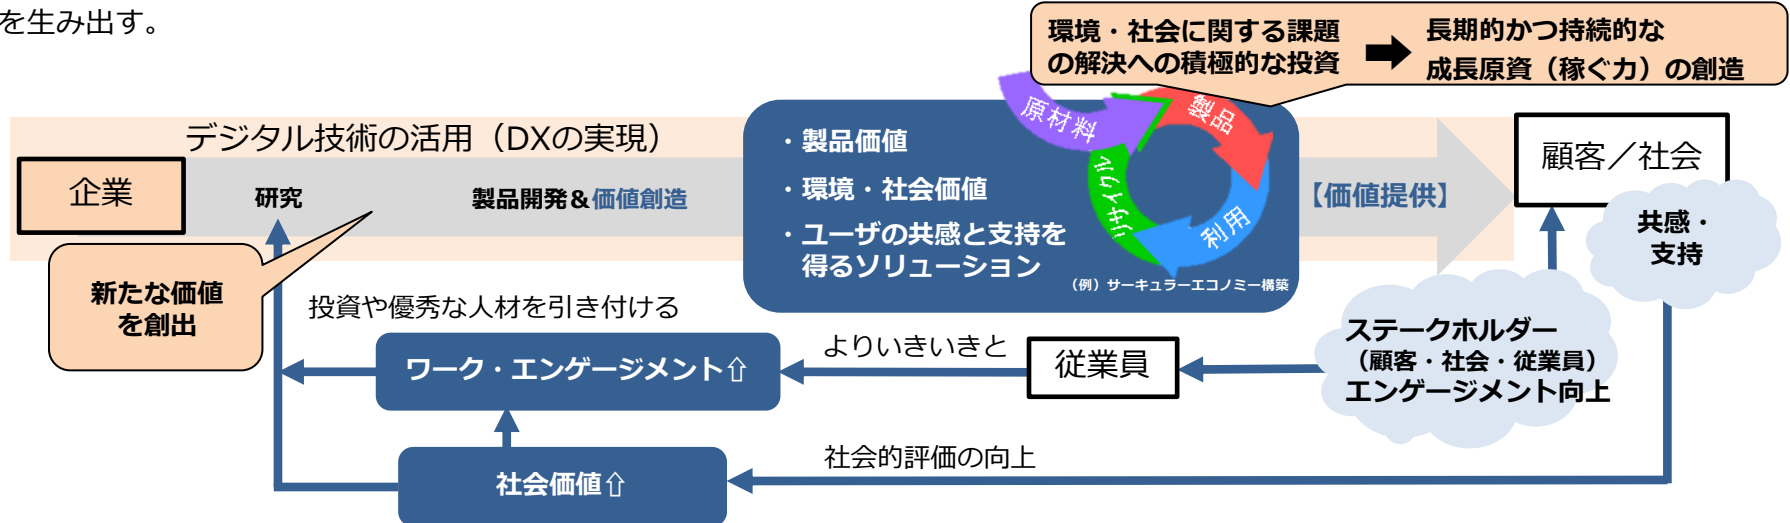 を生み出す。
環境・社会に関する課題
の解決への積極的な投資
長期的かつ持続的な
成長原資（稼ぐ力）の創造
デジタル技術の活用（DXの実現）
企業
研究
製品開発＆価値創造
・製品価値
・環境・社会価値
・ユーザの共感と支持を
得るソリューション
原材料
製品
利用
リサイクル
（例）サーキュラーエコノミー構築
【価値提供】
顧客／社会
共感・
支持
新たな価値
を創出
投資や優秀な人材を引き付ける
ワーク・エンゲージメント⇧
よりいきいきと
従業員
ステークホルダー
（顧客・社会・従業員）
エンゲージメント向上
社会的評価の向上
社会価値⇧